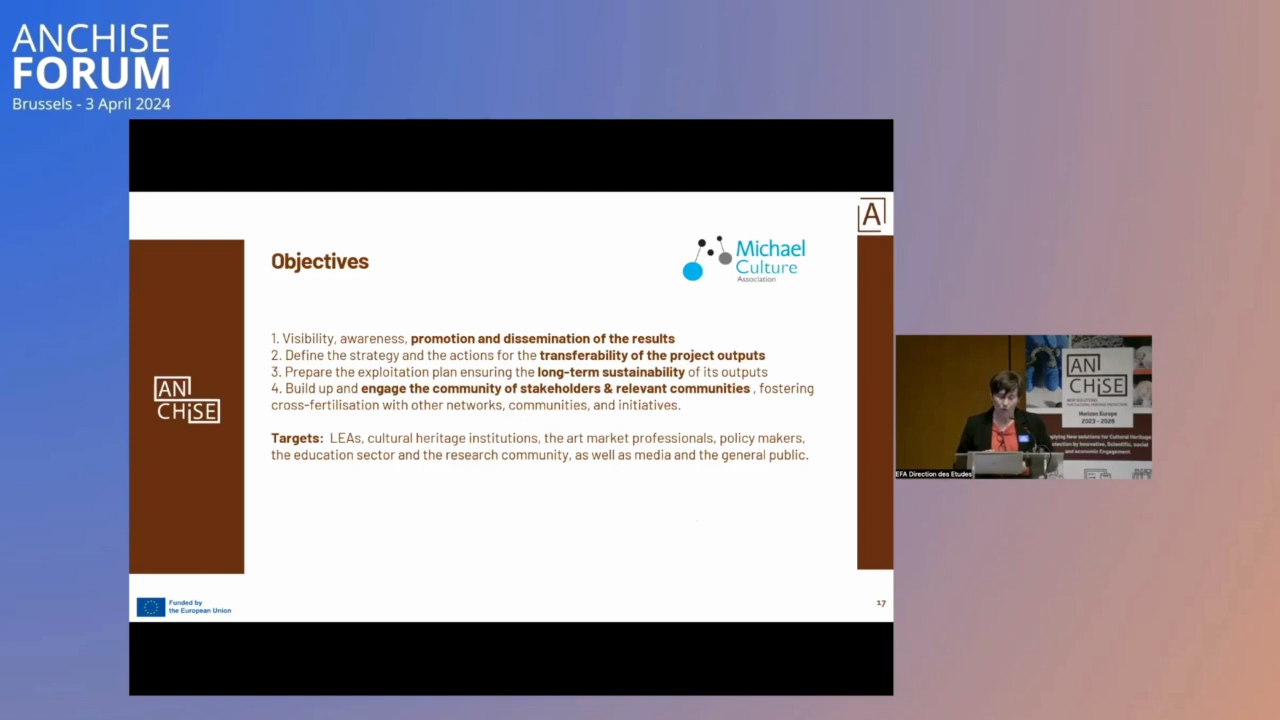 ANCHISE
FORUM
Brussels - 3 April 2024
A
Objectives
Michael
Culture
Association
1. Visibility, awareness, promotion and dissemination of the results
2. Define the strategy and the actions for the transferability of the project outputs
3. Prepare the exploitation plan ensuring the long-term sustainability of its outputs
4. Build up and engage the community of stakeholders & relevant communities , fostering
cross-fertilisation with other networks, communities, and initiatives.
Targets: LEAs, cultural heritage institutions, the art market professionals, policy makers,
the education sector and the research community, as well as media and the general public.
AN
CHiSE
Funded by
the European Union
17
AN
CHiSE
Horizon Europe
2023 - 2026
and economic Engagement
EFA Direction des Etudes